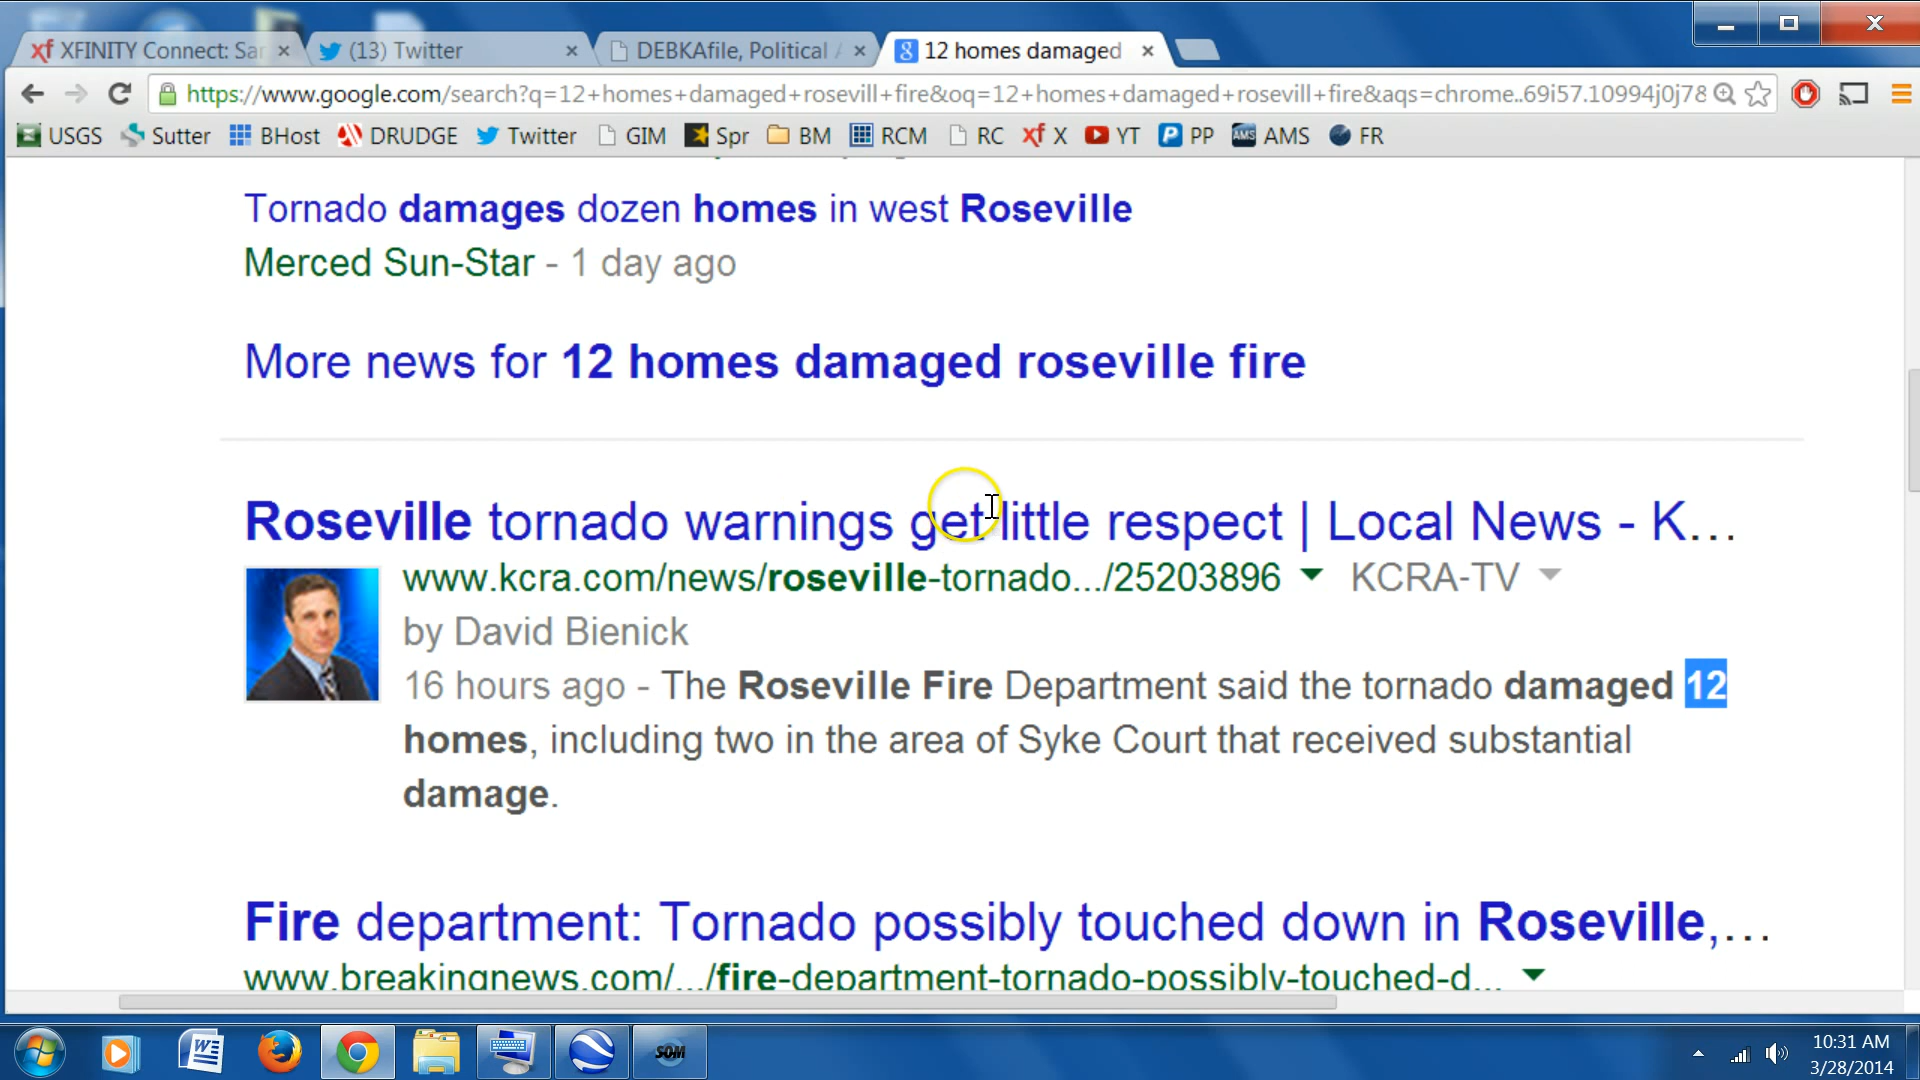 XFINITY Connect: Sar
(13) Twitter
DEBKAfile, Political
12 homes damaged
https://www.google.com/search?q=12+homes+damaged+rosevill+fire&oq=12+homes+damaged+rosevill+fire&aqs=chrome..69i57.10994j0j78
USGS Sutter BHost DRUDGE Twitter GIM Spr BM RCM RC X YT PP AMS FR
Tornado damages dozen homes in west Roseville
Merced Sun-Star - 1 day ago
More news for 12 homes damaged roseville fire
Roseville tornado warnings get little respect | Local News - K...
www.kcra.com/news/roseville-tornado.../25203896 KCRA-TV
by David Bienick
16 hours ago - The Roseville Fire Department said the tornado damaged 12
homes, including two in the area of Syke Court that received substantial
damage.
Fire department: Tornado possibly touched down in Roseville,...
www.breakingnews.com/.../fire-department-tornado-possibly-touched-d...
SOM
10:31 AM
3/28/2014